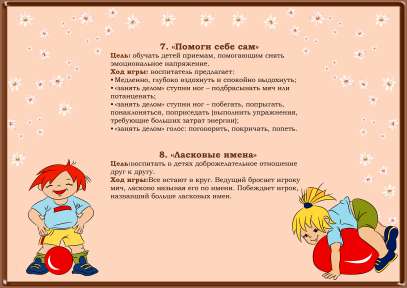 7. «Помоги себе сам»
Цель: обучать детей приемам, помогающим снять
эмоциональное напряжение.
Ход игры: воспитатель предлагает:
• Медленно, глубоко вздохнуть и спокойно выдохнуть;
• «занять делом» ступни ног – подбрасывать мяч или
потанцевать;
• «занять делом» ступни ног – побегать, попрыгать,
понаклоняться, поприседать (выполнить упражнения,
требующие больших затрат энергии);
• «занять делом» голос: поговорить, покричать, попеть.
8. «Ласковые имена»
Цель:воспитать в детях доброжелательное отношение
друг к другу.
Ход игры:Все встают в круг. Ведущий бросает игроку
мяч, ласково называя его по имени. Побеждает игрок,
назвавший больше ласковых имен.